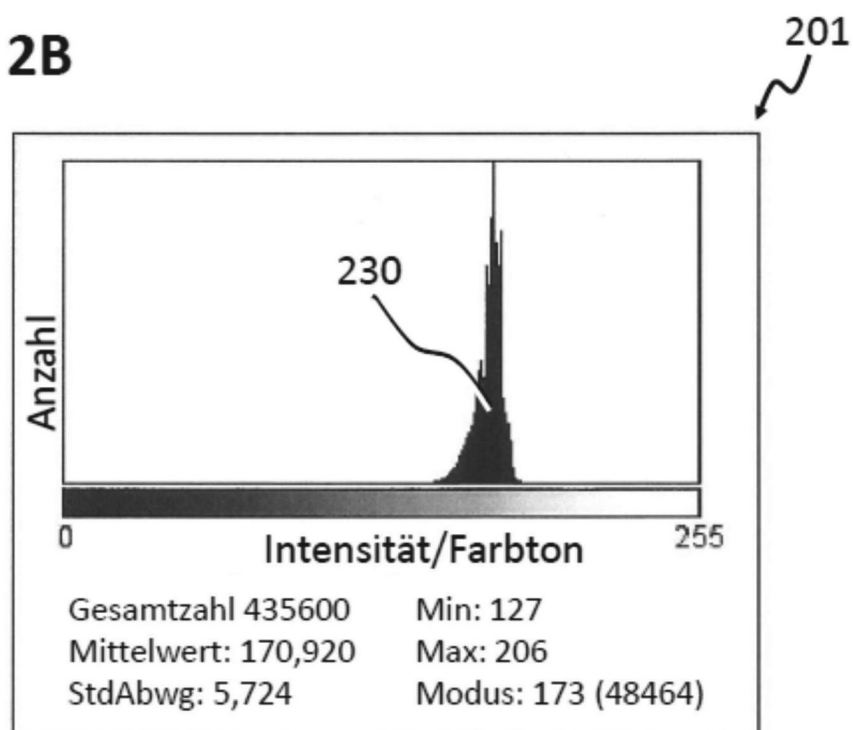 2B
201
230
Anzahl
0
255
Intensität/Farbton
Gesamtzahl 435600
Min: 127
Mittelwert: 170,920
Max: 206
StdAbwg: 5,724
Modus: 173 (48464)